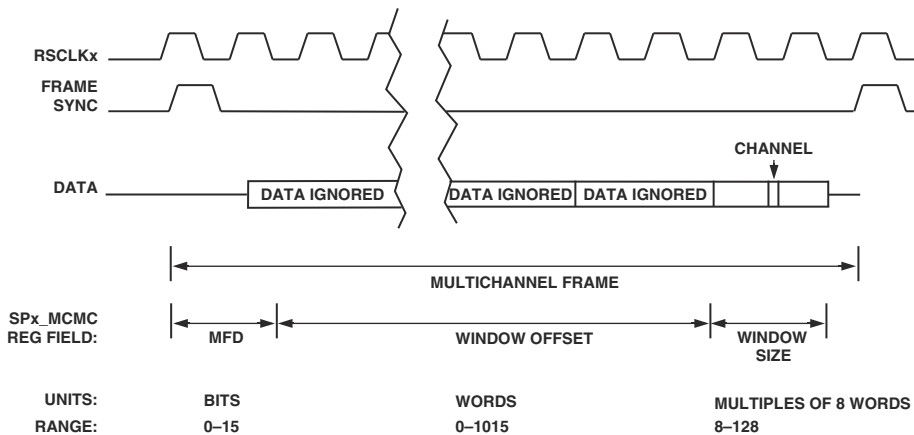 RSCLKx
FRAME
SYNC
CHANNEL
DATA
DATA IGNORED
DATA IGNORED
DATA IGNORED
MULTICHANNEL FRAME
SPx_MCMC
REG FIELD:
MFD
WINDOW OFFSET
WINDOW
SIZE
UNITS:
BITS
WORDS
MULTIPLES OF 8 WORDS
RANGE:
0–15
0–1015
8–128